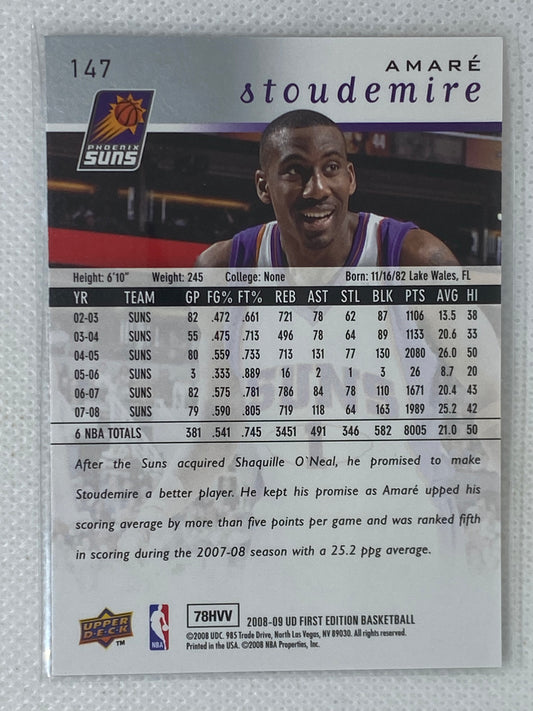 147
AMARÉ
stoudemire
PHOENIX
SUNS
Height: 6'10" Weight: 245 College: None Born: 11/16/82 Lake Wales, FL
YR TEAM GP FG% FT% REB AST STL BLK PTS AVG HI
02-03 SUNS 82 .472 .661 721 78 62 87 1106 13.5 38
03-04 SUNS 55 .475 .713 496 78 64 89 1133 20.6 33
04-05 SUNS 80 .559 .733 713 131 77 130 2080 26.0 50
05-06 SUNS 3 .333 .889 16 2 1 3 26 8.7 20
06-07 SUNS 82 .575 .781 786 84 78 110 1671 20.4 43
07-08 SUNS 79 .590 .805 719 118 64 163 1989 25.2 42
6 NBA TOTALS 381 .541 .745 3451 491 346 582 8005 21.0 50
After the Suns acquired Shaquille O`Neal, he promised to make
Stoudemire a better player. He kept his promise as Amaré upped his
scoring average by more than five points per game and was ranked fifth
in scoring during the 2007-08 season with a 25.2 ppg average.
UPPER
DECK
TM
NBA
78HVV
2008-09 UD FIRST EDITION BASKETBALL
©2008 UDC. 985 Trade Drive, North Las Vegas, NV 89030. All rights reserved.
Printed in the USA. ©2008 NBA Properties, Inc.